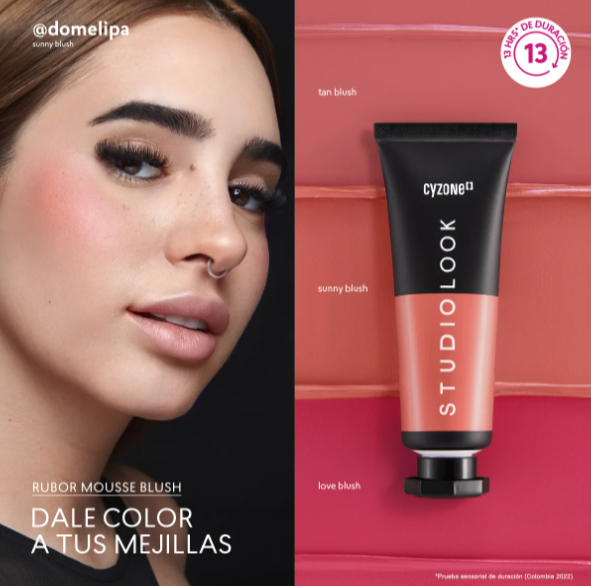 @domelipa
sunny blush
RUBOR MOUSSE BLUSH
DALE COLOR
A TUS MEJILLAS
13 HRS* DE DURACIÓN
13
tan blush
cyzone
STUDIO LOOK
sunny blush
love blush
*Prueba sensorial de duración (Colombia 2022)